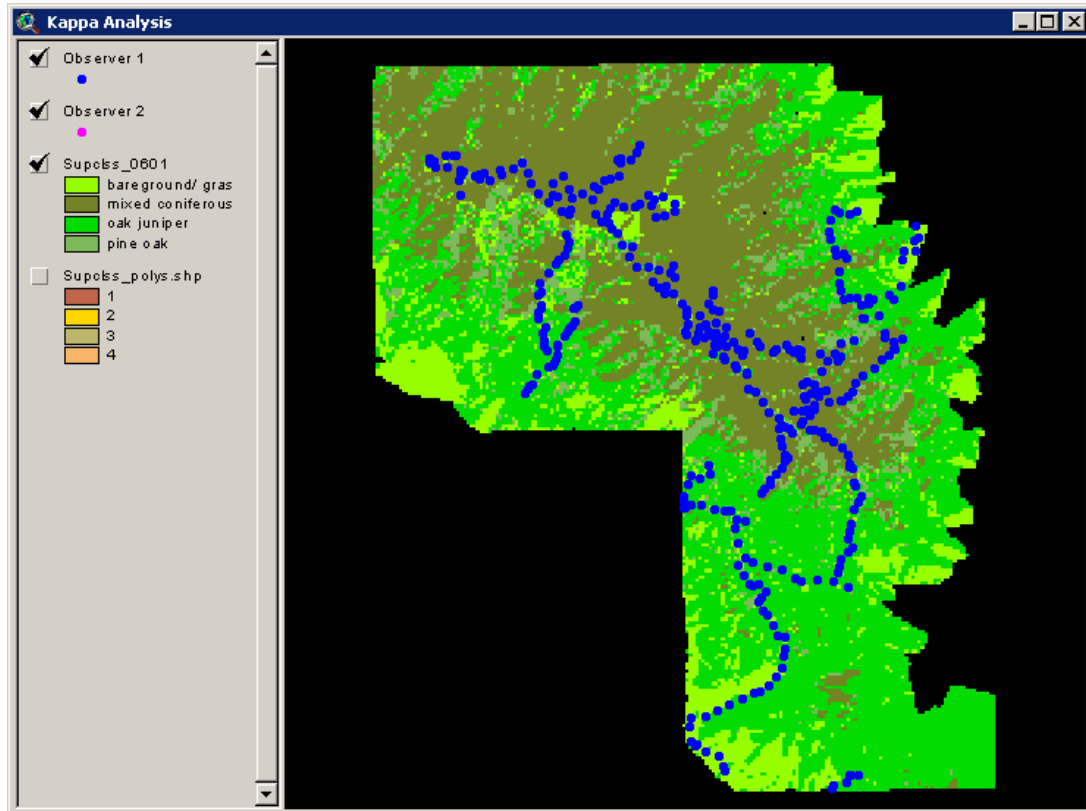 Kappa Analysis
Observer 1
Observer 2
Supclss_0601
bareground/ gras
mixed coniferous
oak juniper
pine oak
Supclss_polys.shp
1
2
3
4